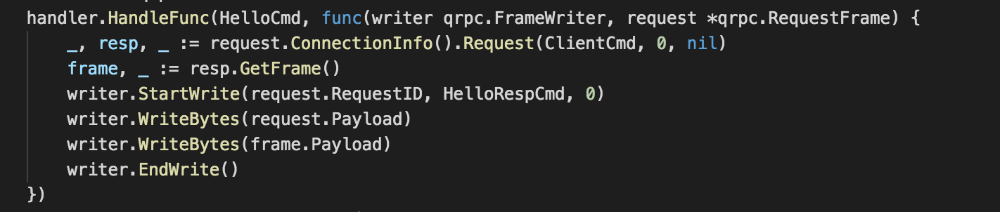 handler.HandleFunc(HelloCmd, func(writer qrpc.FrameWriter, request *qrpc.RequestFrame) {
    _, resp, _ := request.ConnectionInfo().Request(ClientCmd, 0, nil)
    frame, _ := resp.GetFrame()
    writer.StartWrite(request.RequestID, HelloRespCmd, 0)
    writer.WriteBytes(request.Payload)
    writer.WriteBytes(frame.Payload)
    writer.EndWrite()
})